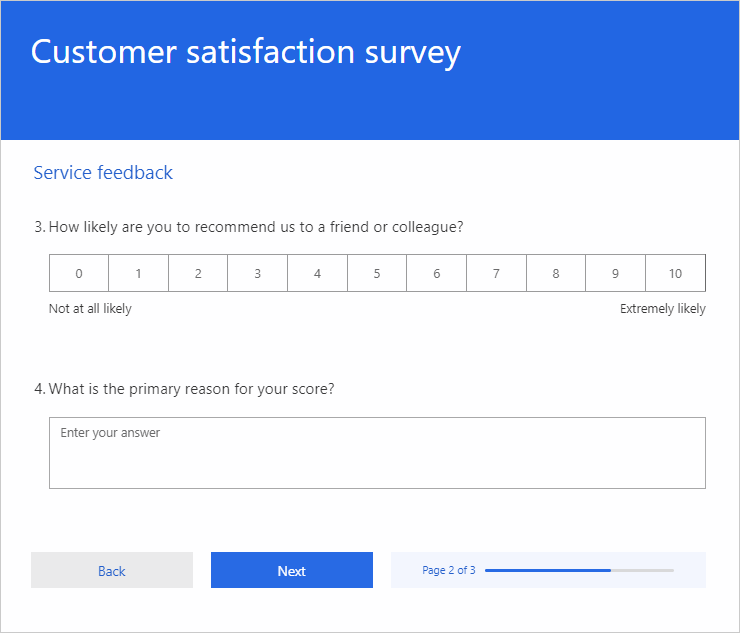 Customer satisfaction survey
Service feedback
3. How likely are you to recommend us to a friend or colleague?
0 1 2 3 4 5 6 7 8 9 10
Not at all likely Extremely likely
4. What is the primary reason for your score?
Enter your answer
Back Next Page 2 of 3